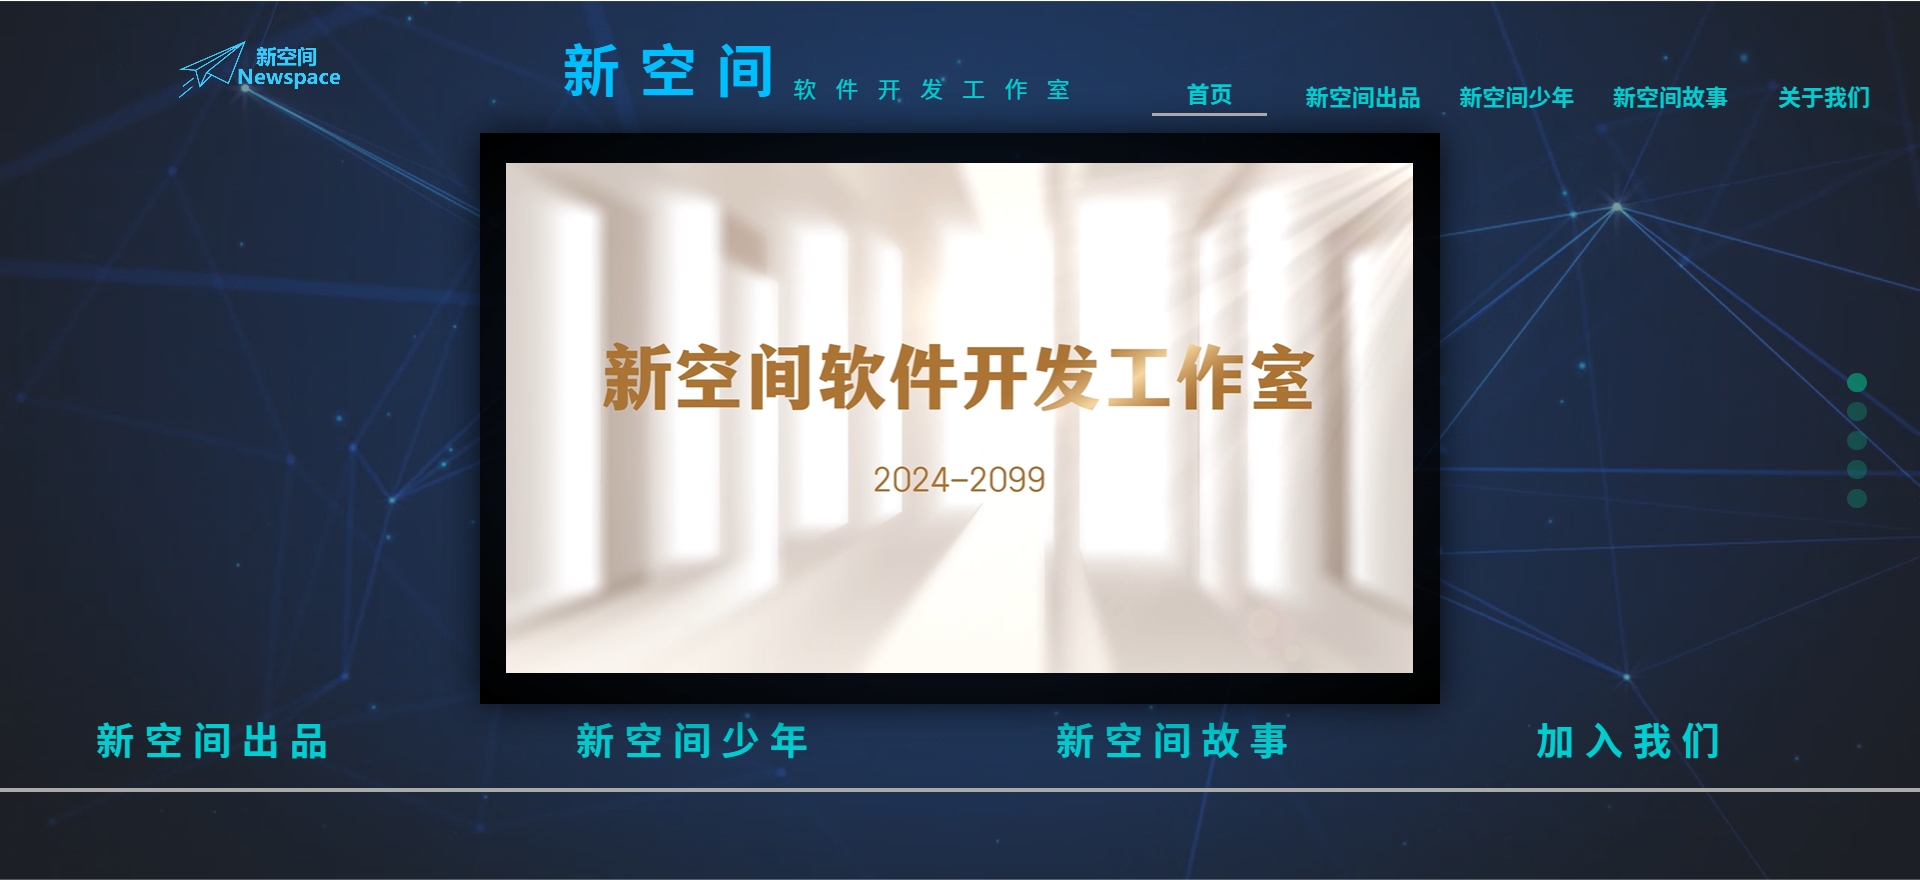 新空间
Newspace
新空间 软件开发工作室
首页 新空间出品 新空间少年 新空间故事 关于我们
新空间软件开发工作室
2024-2099
新空间出品 新空间少年 新空间故事 加入我们